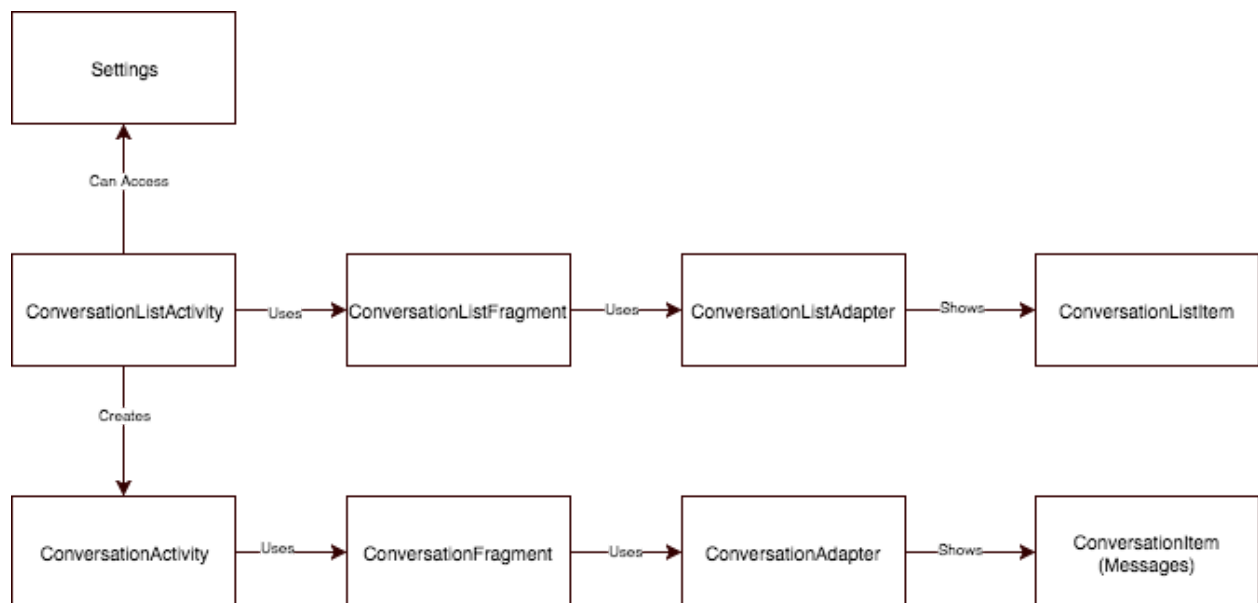 Settings
Can Access
ConversationListActivity
Uses
ConversationListFragment
Uses
ConversationListAdapter
Shows
ConversationListItem
Creates
ConversationActivity
Uses
ConversationFragment
Uses
ConversationAdapter
Shows
ConversationItem
(Messages)